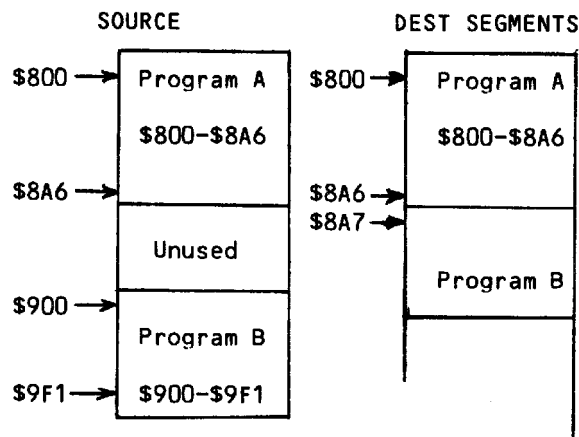 SOURCE
$800
Program A
$800-$8A6
$8A6
Unused
$900
Program B
$9F1
$900-$9F1
DEST SEGMENTS
$800
Program A
$800-$8A6
$8A6
$8A7
Program B